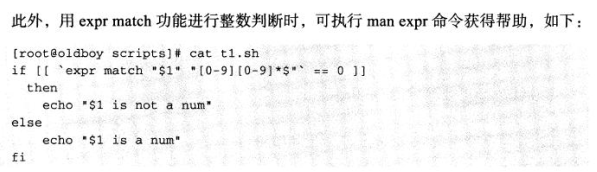 此外，用 expr match 功能进行整数判断时，可执行 man expr 命令获得帮助，如下：
[root@oldboy scripts]# cat t1.sh
if [[ `expr match "$1" "[0-9][0-9]*$"` == 0 ]]
  then
    echo "$1 is not a num"
else
    echo "$1 is a num"
fi